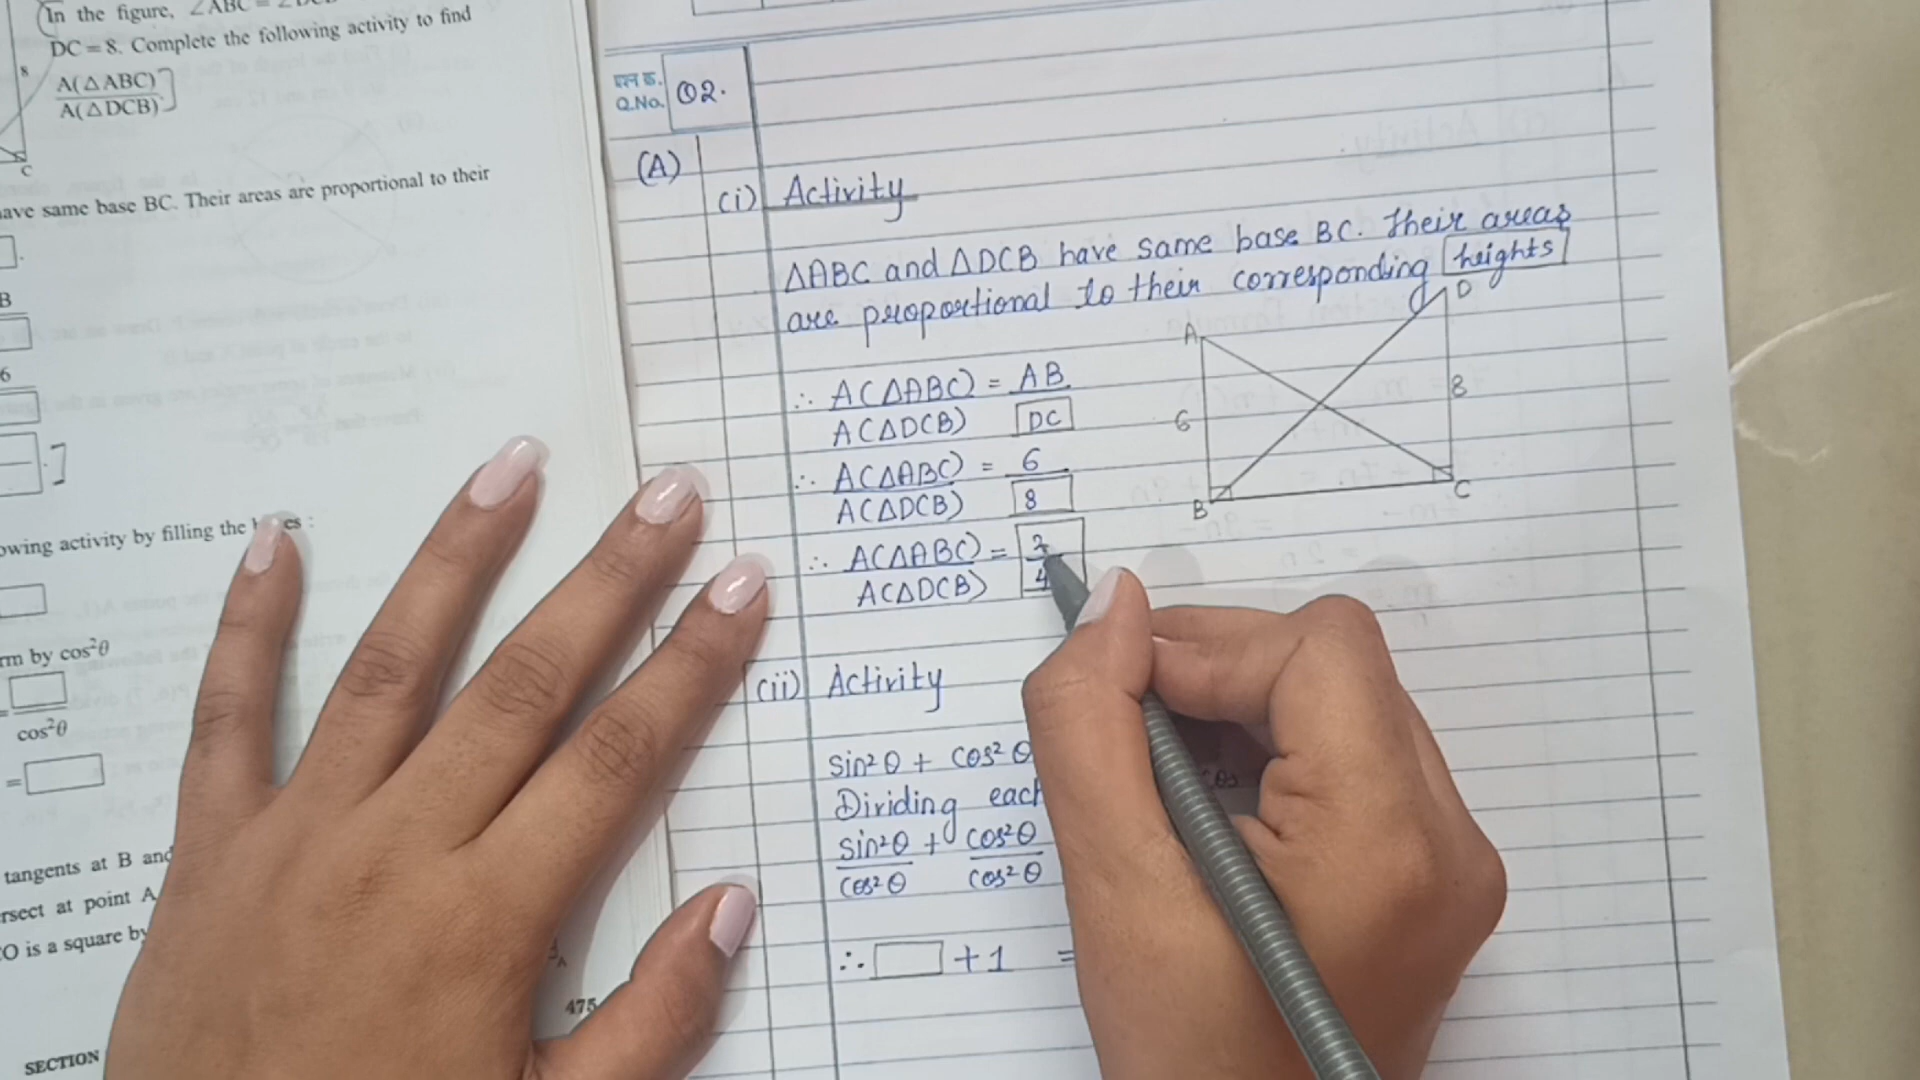 In the figure,
DC = 8. Complete the following activity to find
A(△ABC)
A(△DCB)
8
C
have same base BC. Their areas are proportional to their
B
6
owing activity by filling the
rm by cos²θ
=
cos²θ
=
tangents at B and
rsect at point A
O is a square by
475
SECTION
प्रश्न क्र.
Q.No.
Q2.
(A)
(i) Activity
△ABC and △DCB have same base BC. Their areas
are proportional to their corresponding heights
∴ A(△ABC) = AB
A(△DCB) DC
∴ A(△ABC) = 6
A(△DCB) 8
∴ A(△ABC) = 3
A(△DCB) 4
A
D
6
8
B
C
(ii) Activity
sin²θ + cos²θ
Dividing each
sin²θ + cos²θ
cos²θ cos²θ
∴ + 1 =